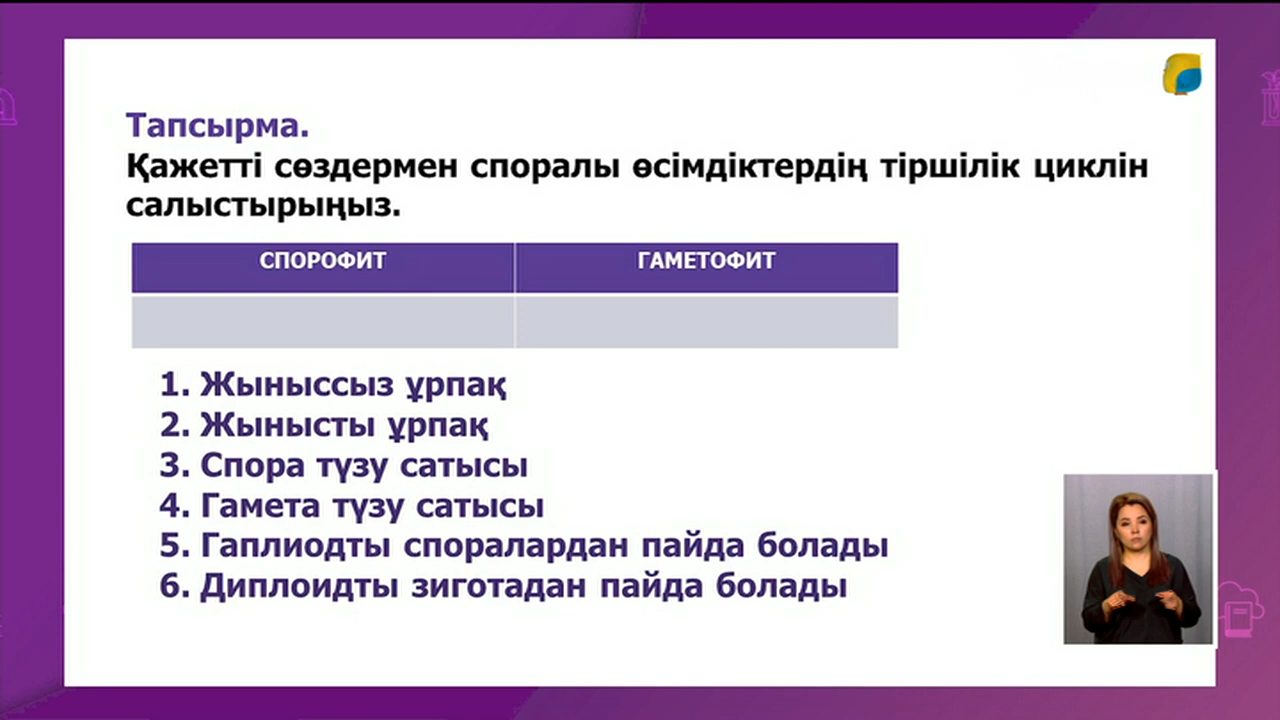 Тапсырма.
Қажетті сөздермен споралы өсімдіктердің тіршілік циклін
салыстырыңыз.
СПОРОФИТ ГАМЕТОФИТ
1. Жыныссыз ұрпақ
2. Жынысты ұрпақ
3. Спора түзу сатысы
4. Гамета түзу сатысы
5. Гаплиодты споралардан пайда болады
6. Диплоидты зиготадан пайда болады